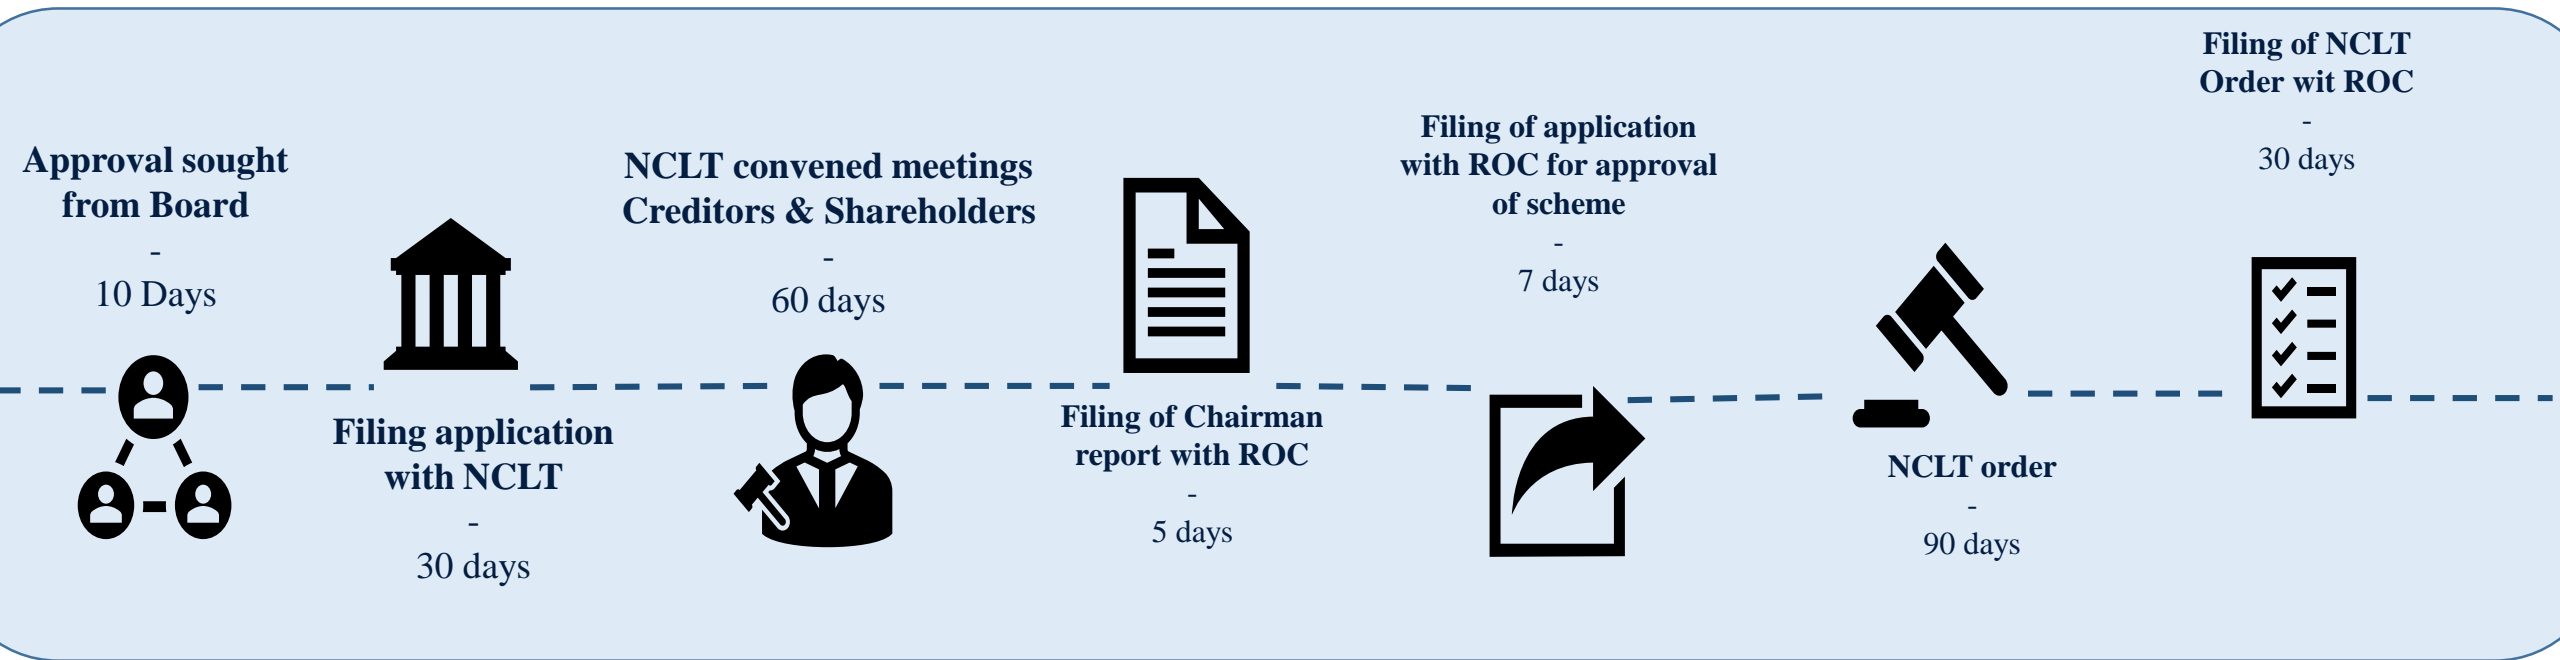 Approval sought
from Board
-
10 Days
Filing application
with NCLT
-
30 days
NCLT convened meetings
Creditors & Shareholders
-
60 days
Filing of Chairman
report with ROC
-
5 days
Filing of application
with ROC for approval
of scheme
-
7 days
NCLT order
-
90 days
Filing of NCLT
Order wit ROC
-
30 days